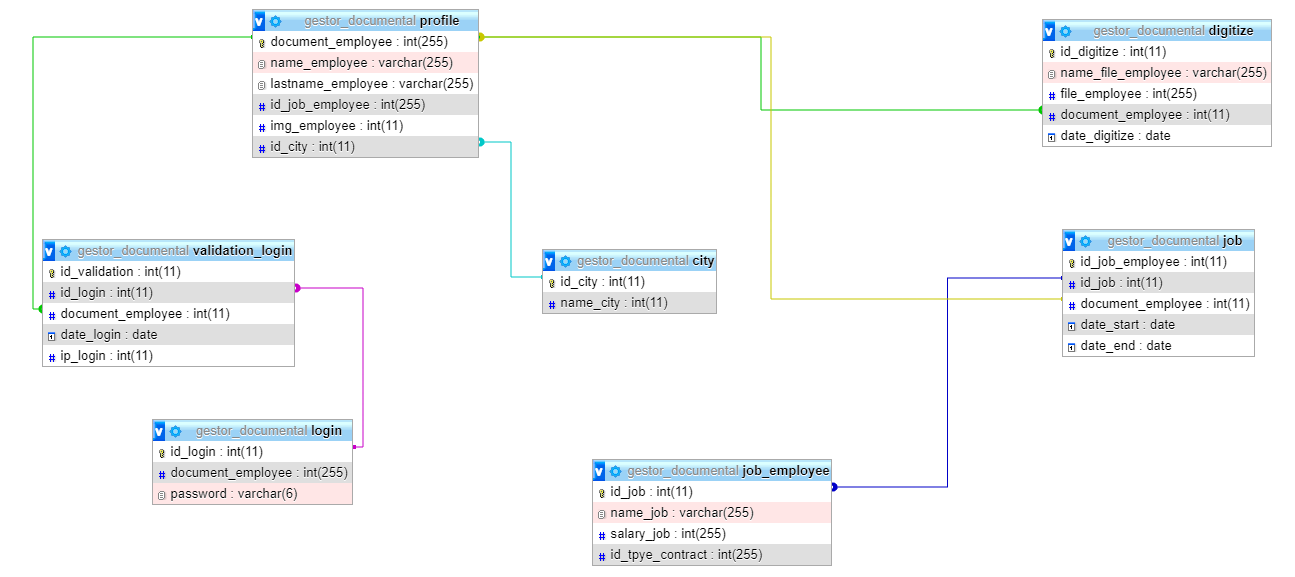 gestor_documental profile
document_employee : int(255)
name_employee : varchar(255)
lastname_employee : varchar(255)
id_job_employee : int(255)
img_employee : int(11)
id_city : int(11)
gestor_documental digitize
id_digitize : int(11)
name_file_employee : varchar(255)
file_employee : int(255)
document_employee : int(11)
date_digitize : date
gestor_documental validation_login
id_validation : int(11)
id_login : int(11)
document_employee : int(11)
date_login : date
ip_login : int(11)
gestor_documental city
id_city : int(11)
name_city : int(11)
gestor_documental job
id_job_employee : int(11)
id_job : int(11)
document_employee : int(11)
date_start : date
date_end : date
gestor_documental login
id_login : int(11)
document_employee : int(255)
password : varchar(6)
gestor_documental job_employee
id_job : int(11)
name_job : varchar(255)
salary_job : int(255)
id_tpye_contract : int(255)